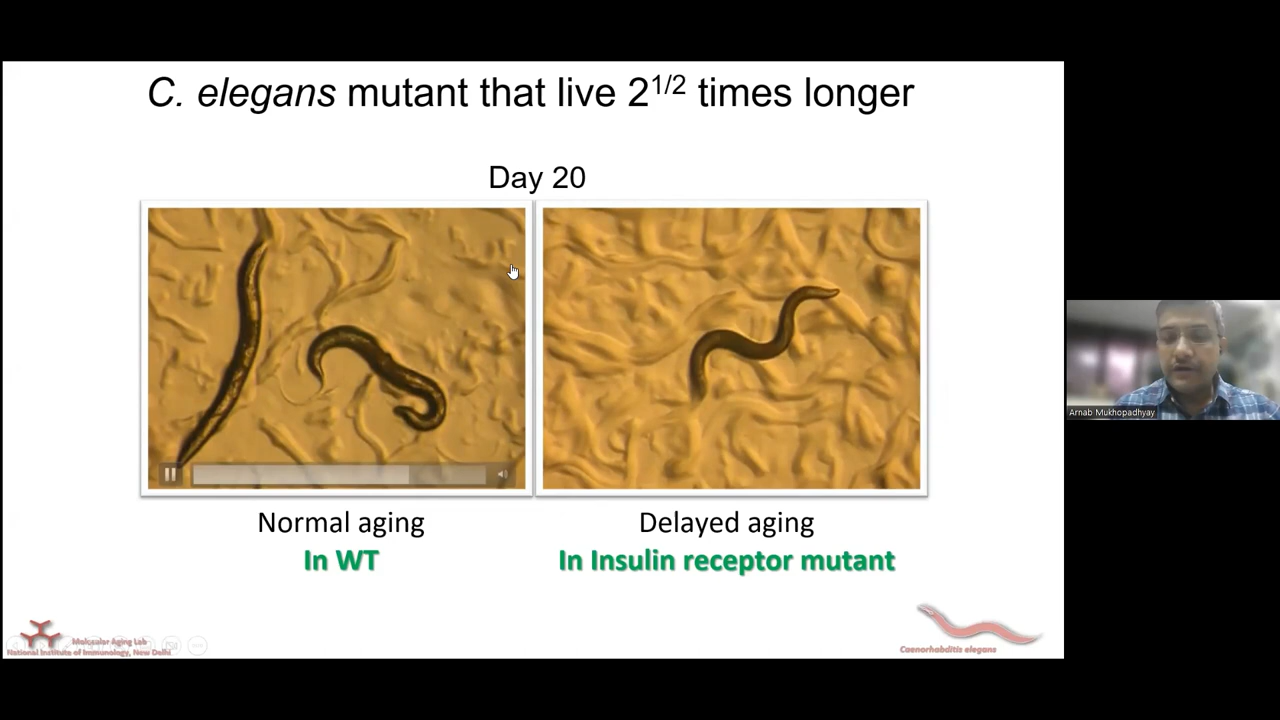 C. elegans mutant that live 2^1/2 times longer
Day 20
Normal aging
In WT
Delayed aging
In Insulin receptor mutant
Arnab Mukhopadhyay
Molecular Aging Lab
National Institute of Immunology, New Delhi
Caenorhabditis elegans